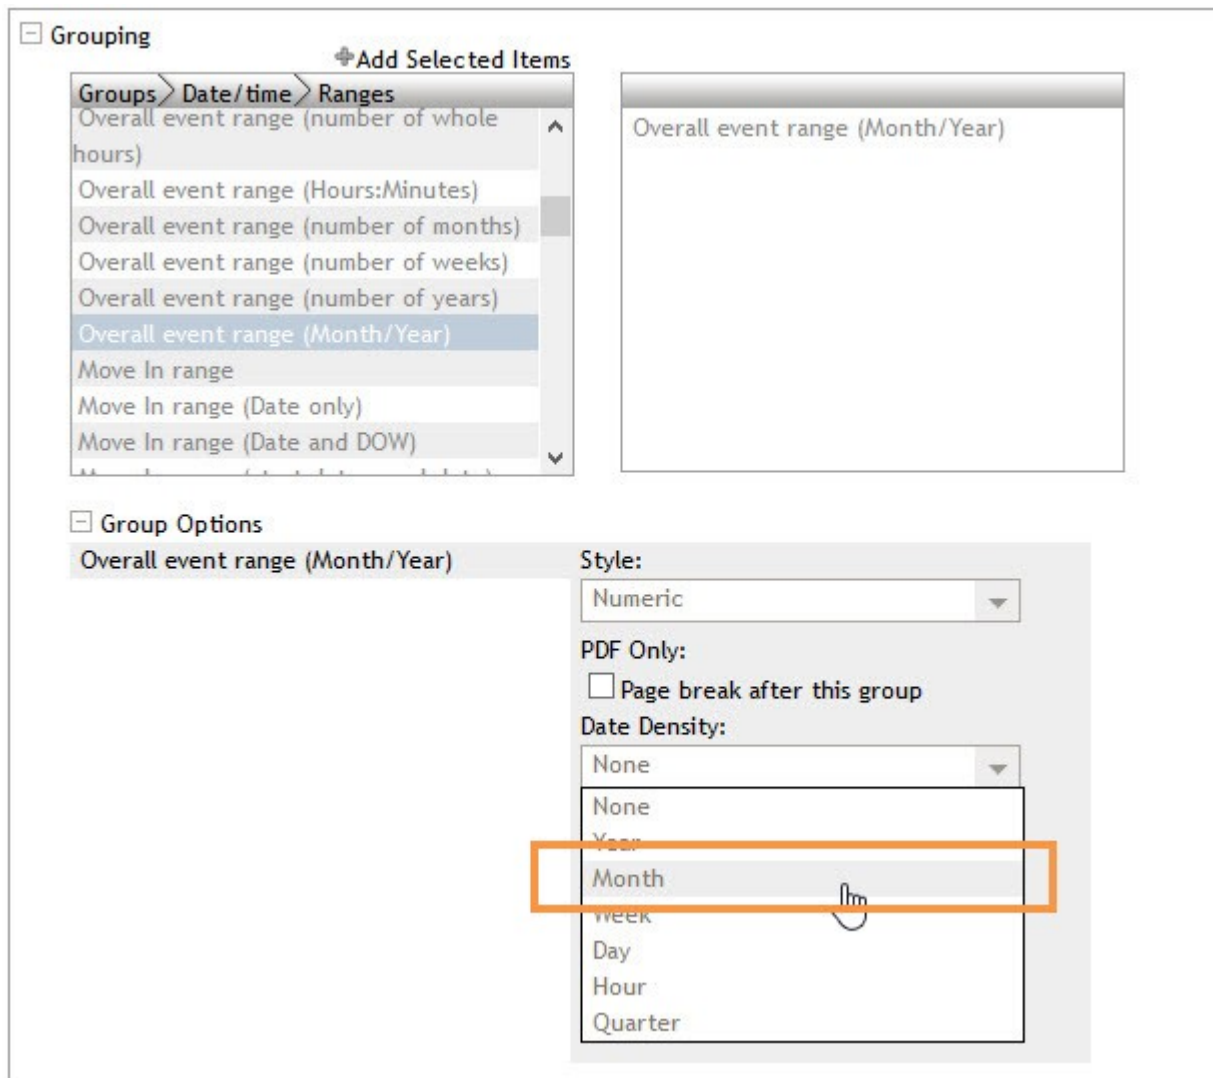 Grouping
Add Selected Items
Groups Date/time Ranges
Overall event range (number of whole
hours)
Overall event range (Hours:Minutes)
Overall event range (number of months)
Overall event range (number of weeks)
Overall event range (number of years)
Overall event range (Month/Year)
Move In range
Move In range (Date only)
Move In range (Date and DOW)
Overall event range (Month/Year)
Group Options
Overall event range (Month/Year)
Style:
Numeric
PDF Only:
Page break after this group
Date Density:
None
None
Year
Month
Week
Day
Hour
Quarter